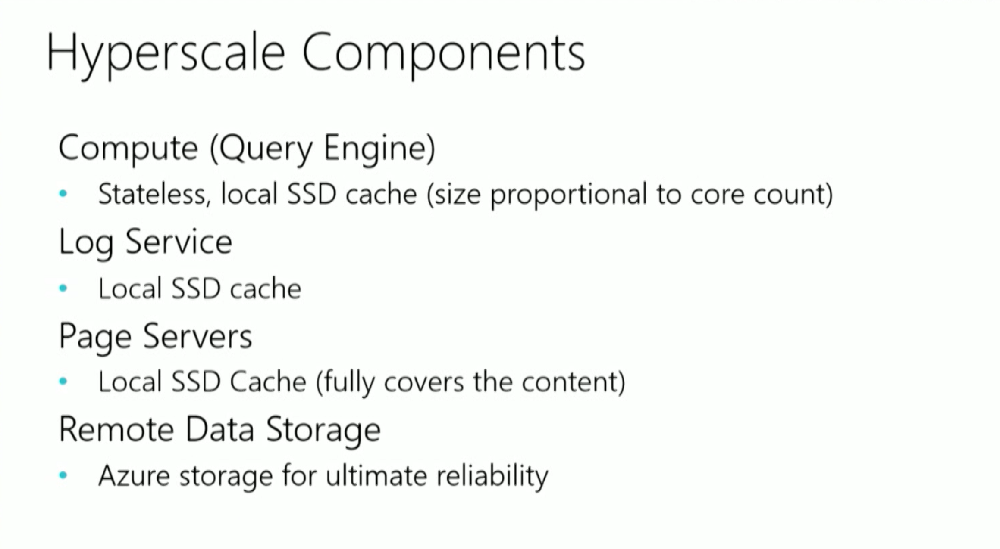 Hyperscale Components
Compute (Query Engine)
• Stateless, local SSD cache (size proportional to core count)
Log Service
• Local SSD cache
Page Servers
• Local SSD Cache (fully covers the content)
Remote Data Storage
• Azure storage for ultimate reliability